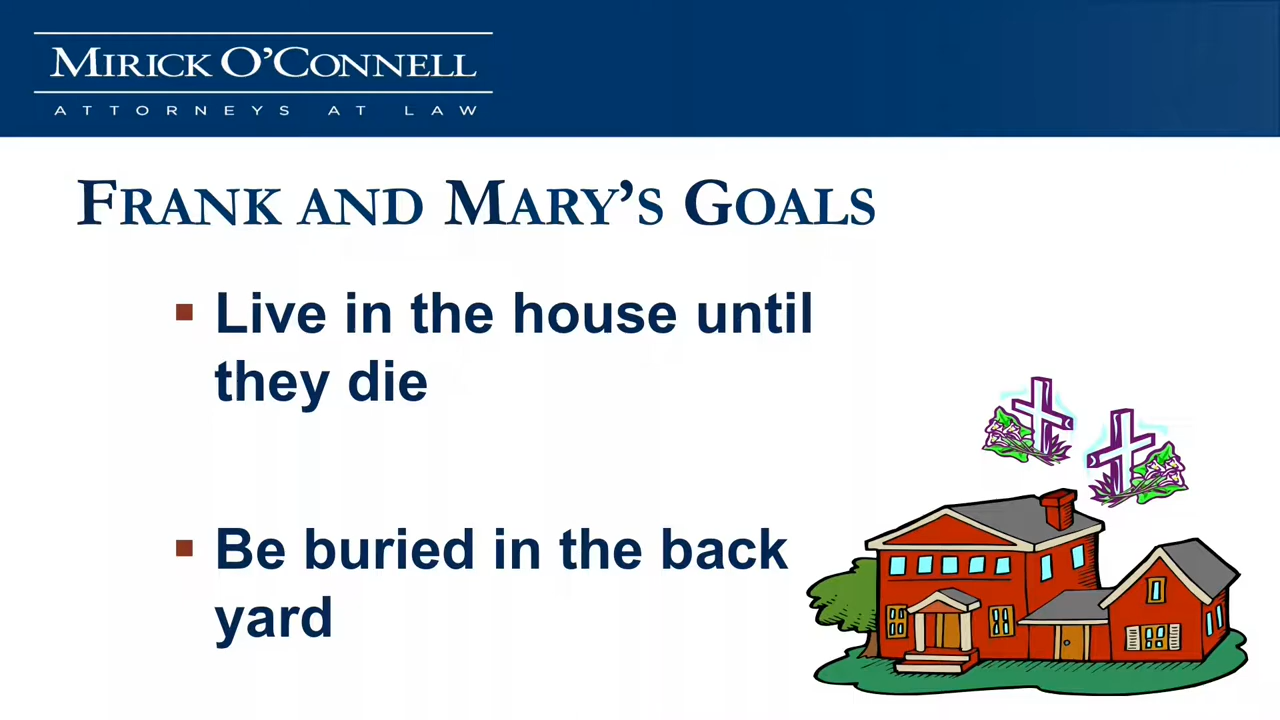 MIRICK O'CONNELL
ATTORNEYS AT LAW
FRANK AND MARY'S GOALS
Live in the house until
they die
Be buried in the back
yard